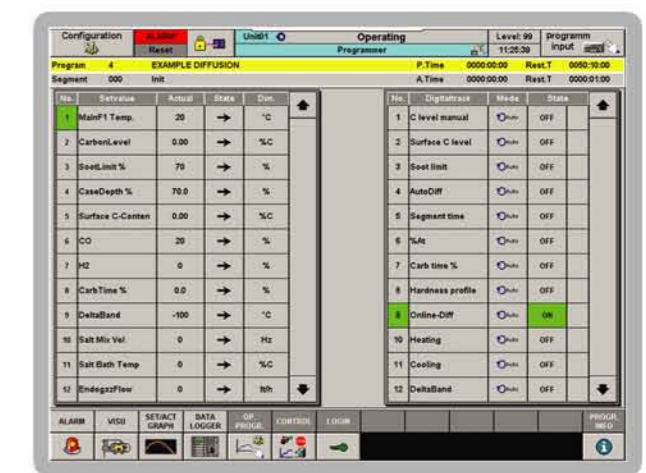 Configuration ALARM Unit01 Operating Level: 99 programm
Reset Programmer 11:26:39 input
Program 4 EXAMPLE DIFFUSION P.Time 0000:00:00 Rest.T 0050:10:00
Segment 000 Init A.Time 0000:00:00 Rest.T 0000:01:00
No. Setvalue Actual State Dim. No. Digitaltrack Mode State
1 MainF1 Temp. 20 → °C 1 C level manual Auto OFF
2 CarbonLevel 0.00 → %C 2 Surface C level Auto OFF
3 SootLimit % 70 → % 3 Soot limit Auto OFF
4 CaseDepth % 70.0 → % 4 AutoDiff Auto OFF
5 Surface C-Conten 0.00 → %C 5 Segment time Auto OFF
6 CO 20 → % 6 %At Auto OFF
7 H2 0 → % 7 Carb time % Auto OFF
8 CarbTime % 0.0 → % 8 Hardness profile Auto OFF
9 DeltaBand -100 → °C 9 Online-Diff Auto ON
10 Salt Mix Vel 0 → Hz 10 Heating Auto OFF
11 Salt Bath Temp 0 → %C 11 Cooling Auto OFF
12 EndogazFlow 0 → 12 DeltaBand Auto OFF
ALARM VISU SET/ACT GRAPH DATA LOGGER OP. PROGR. CONTROL LOGIN PROGR. INFO